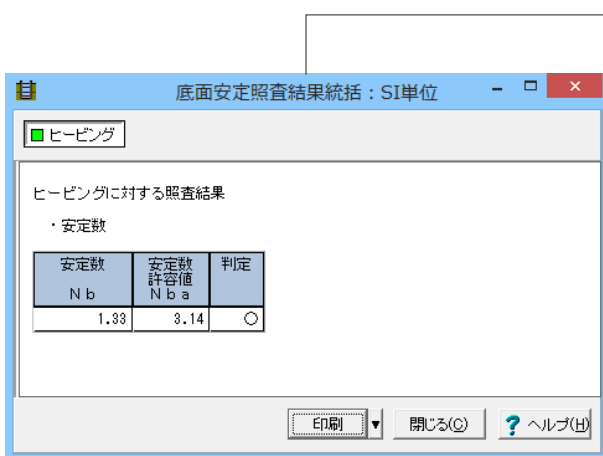 底面安定照査結果統括：SI単位
ヒービング
ヒービングに対する照査結果
・安定数
安定数 Ｎｂ 安定数許容値 Ｎｂａ 判定
1.33 3.14 ○
印刷 ▼ 閉じる(C) ? ヘルプ(H)